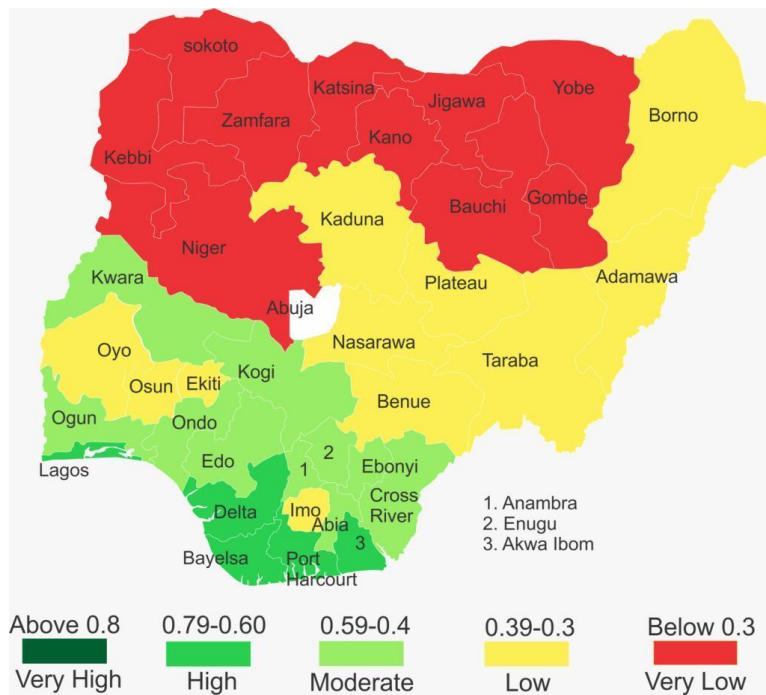 sokoto
Katsina
Jigawa
Yobe
Borno
Zamfara
Kano
Kebbi
Bauchi
Gombe
Kaduna
Niger
Kwara
Plateau
Adamawa
Abuja
Nasarawa
Oyo
Taraba
Kogi
Osun
Ekiti
Benue
Ogun
Ondo
2
Edo
1
Ebonyi
Lagos
Cross
River
Delta
Imo
Abia
3
Bayelsa
Port
Harcourt
1. Anambra
2. Enugu
3. Akwa Ibom
Above 0.8
0.79-0.60
0.59-0.4
0.39-0.3
Below 0.3
Very High
High
Moderate
Low
Very Low